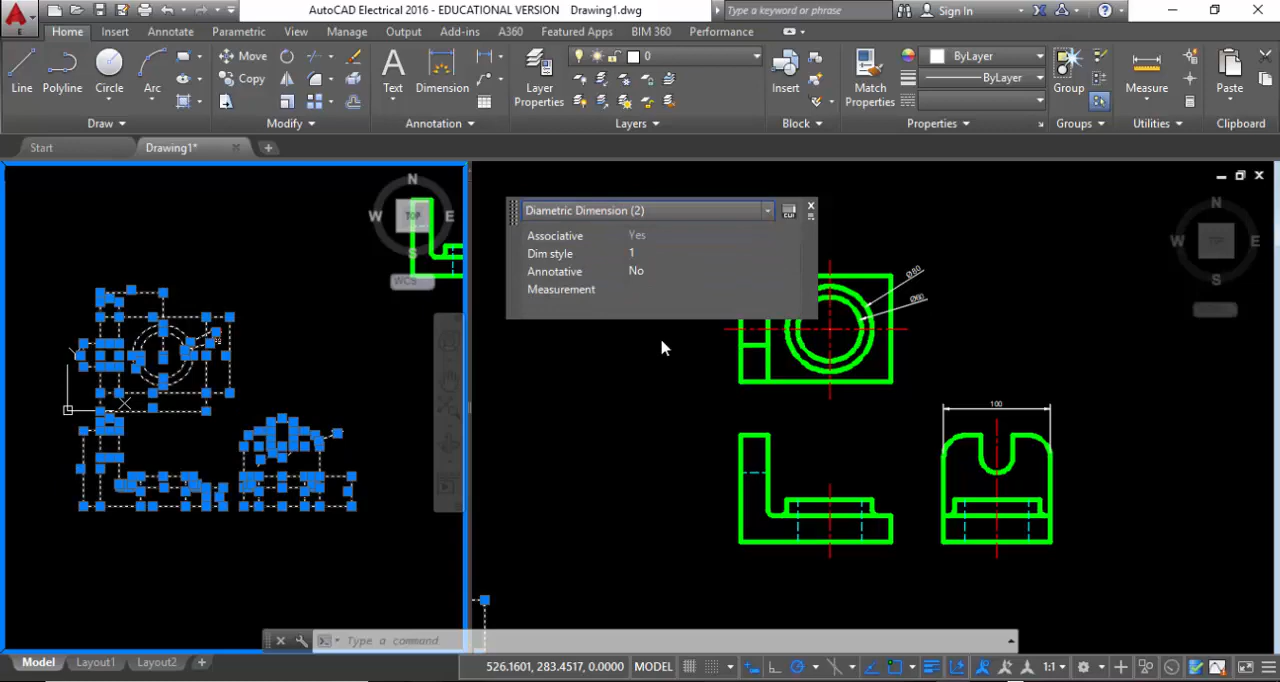 AutoCAD Electrical 2016 - EDUCATIONAL VERSION Drawing1.dwg
Type a keyword or phrase
Sign In
Home Insert Annotate Parametric View Manage Output Add-ins A360 Featured Apps BIM 360 Performance
Line Polyline Circle Arc
Move
Copy
Text Dimension
Layer
Properties
0
Insert
Match
Properties
ByLayer
ByLayer
Group
Measure
Paste
Draw Modify Annotation Layers Block Properties Groups Utilities Clipboard
Start Drawing1*
N
W TOP E
S
WCS
Diametric Dimension (2)
Associative Yes
Dim style 1
Annotative No
Measurement
N
W TOP E
S
Ø80
Ø60
100
Type a command
Model Layout1 Layout2
526.1601, 283.4517, 0.0000 MODEL 1:1